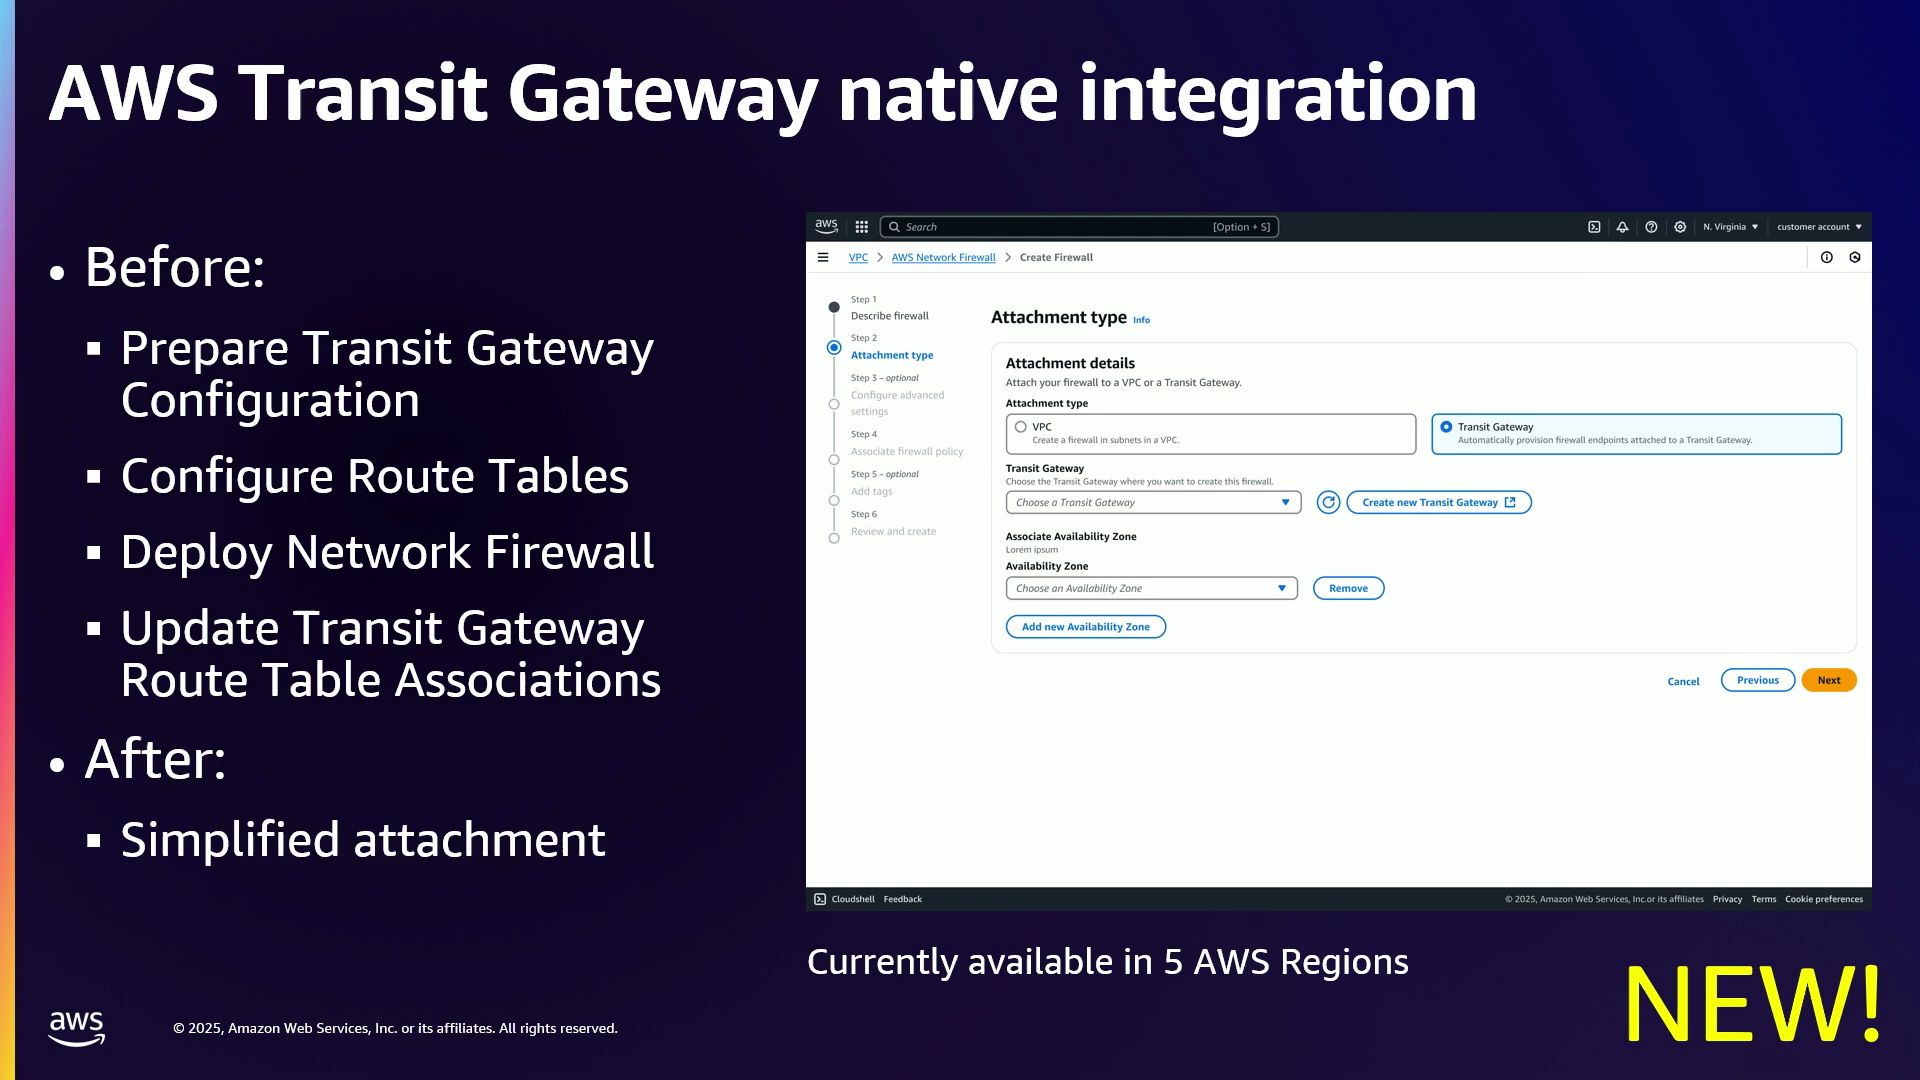 AWS Transit Gateway native integration
• Before:
▪ Prepare Transit Gateway
Configuration
▪ Configure Route Tables
▪ Deploy Network Firewall
▪ Update Transit Gateway
Route Table Associations
• After:
▪ Simplified attachment
aws
Search [Option + S]
N. Virginia
customer account
VPC > AWS Network Firewall > Create Firewall
Step 1
Describe firewall
Step 2
Attachment type
Step 3 – optional
Configure advanced
settings
Step 4
Associate firewall policy
Step 5 – optional
Add tags
Step 6
Review and create
Attachment type Info
Attachment details
Attach your firewall to a VPC or a Transit Gateway.
Attachment type
VPC
Create a firewall in subnets in a VPC.
Transit Gateway
Automatically provision firewall endpoints attached to a Transit Gateway.
Transit Gateway
Choose the Transit Gateway where you want to create this firewall.
Choose a Transit Gateway
Create new Transit Gateway
Associate Availability Zone
Lorem ipsum
Availability Zone
Choose an Availability Zone
Remove
Add new Availability Zone
Cancel
Previous
Next
Cloudshell Feedback
© 2025, Amazon Web Services, Inc.or its affiliates Privacy Terms Cookie preferences
Currently available in 5 AWS Regions
NEW!
aws
© 2025, Amazon Web Services, Inc. or its affiliates. All rights reserved.